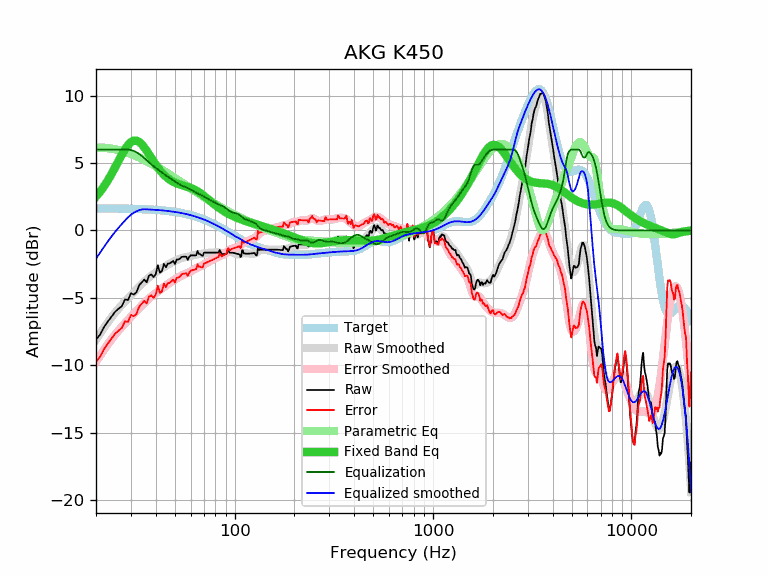 AKG K450
Amplitude (dBr)
10
5
0
−5
−10
−15
−20
Target
Raw Smoothed
Error Smoothed
Raw
Error
Parametric Eq
Fixed Band Eq
Equalization
Equalized smoothed
100
1000
10000
Frequency (Hz)